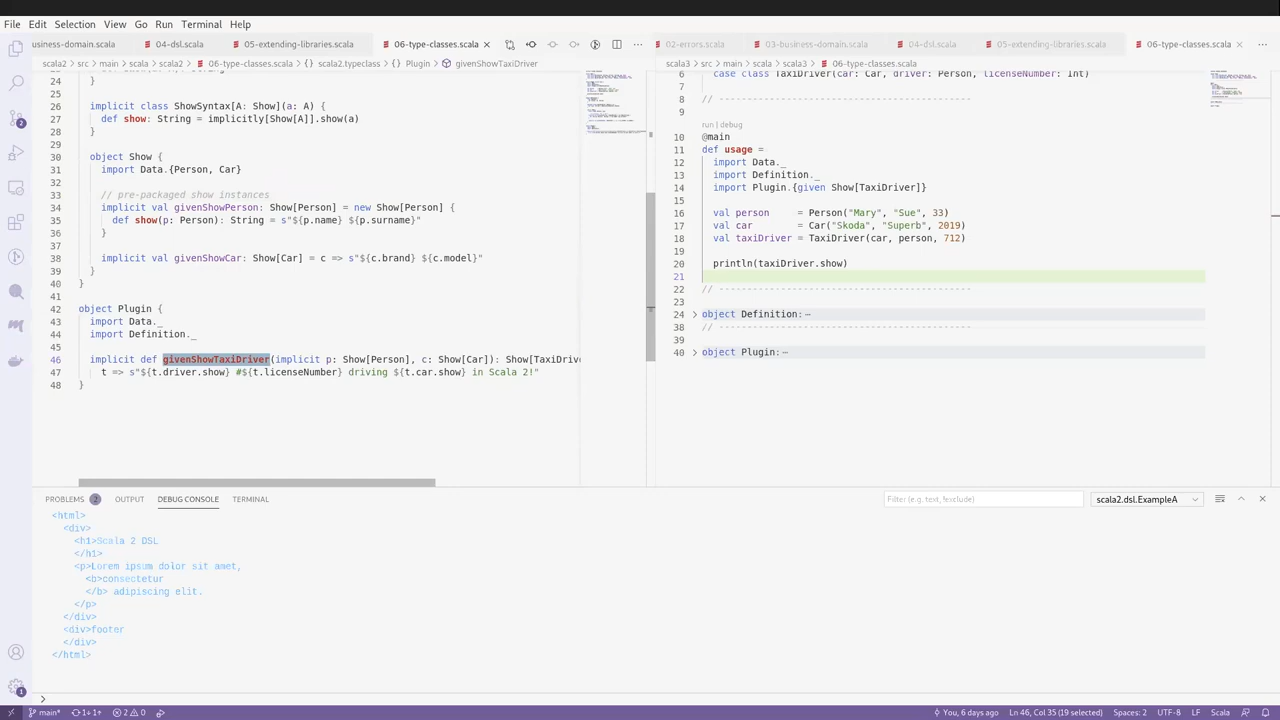 File Edit Selection View Go Run Terminal Help
usiness-domain.scala 04-dsl.scala 05-extending-libraries.scala 06-type-classes.scala
scala2 > src > main > scala > scala2 > 06-type-classes.scala > {} scala2.typeclass > {} Plugin > givenShowTaxiDriver
24
25 }
26 implicit class ShowSyntax[A: Show](a: A) {
27 def show: String = implicitly[Show[A]].show(a)
28 }
29
30 object Show {
31 import Data.{Person, Car}
32
33 // pre-packaged show instances
34 implicit val givenShowPerson: Show[Person] = new Show[Person] {
35 def show(p: Person): String = s"${p.name} ${p.surname}"
36 }
37
38 implicit val givenShowCar: Show[Car] = c => s"${c.brand} ${c.model}"
39 }
40 }
41
42 object Plugin {
43 import Data._
44 import Definition._
45
46 implicit def givenShowTaxiDriver(implicit p: Show[Person], c: Show[Car]): Show[TaxiDriv
47 t => s"${t.driver.show} #${t.licenseNumber} driving ${t.car.show} in Scala 2!"
48 }
02-errors.scala 03-business-domain.scala 04-dsl.scala 05-extending-libraries.scala 06-type-classes.scala
scala3 > src > main > scala > scala3 > 06-type-classes.scala
6 case class TaxiDriver(car: Car, driver: Person, licenseNumber: Int)
7
8 // ---------------------------------------------
9
run | debug
10 @main
11 def usage =
12 import Data._
13 import Definition._
14 import Plugin.{given Show[TaxiDriver]}
15
16 val person = Person("Mary", "Sue", 33)
17 val car = Car("Skoda", "Superb", 2019)
18 val taxiDriver = TaxiDriver(car, person, 712)
19
20 println(taxiDriver.show)
21
22 // ---------------------------------------------
23
24 object Definition:
38 // ---------------------------------------------
39
40 object Plugin:
PROBLEMS 2 OUTPUT DEBUG CONSOLE TERMINAL
Filter (e.g. text, !exclude) scala2.dsl.ExampleA
<html>
<div>
<h1>Scala 2 DSL
</h1>
<p>Lorem ipsum dolor sit amet,
<b>consectetur
</b> adipiscing elit.
</p>
</div>
<div>footer
</div>
</html>
main* 1↓ 1↑ 2 0 You, 6 days ago Ln 46, Col 35 (19 selected) Spaces: 2 UTF-8 LF Scala